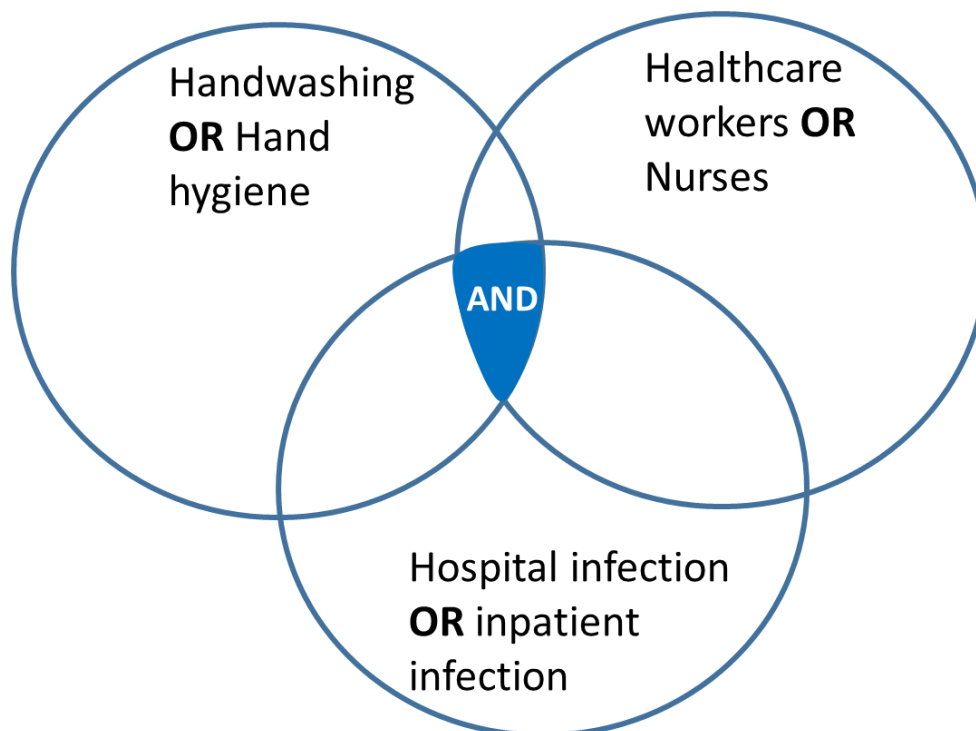 Handwashing
OR Hand
hygiene
Healthcare
workers OR
Nurses
AND
Hospital infection
OR inpatient
infection